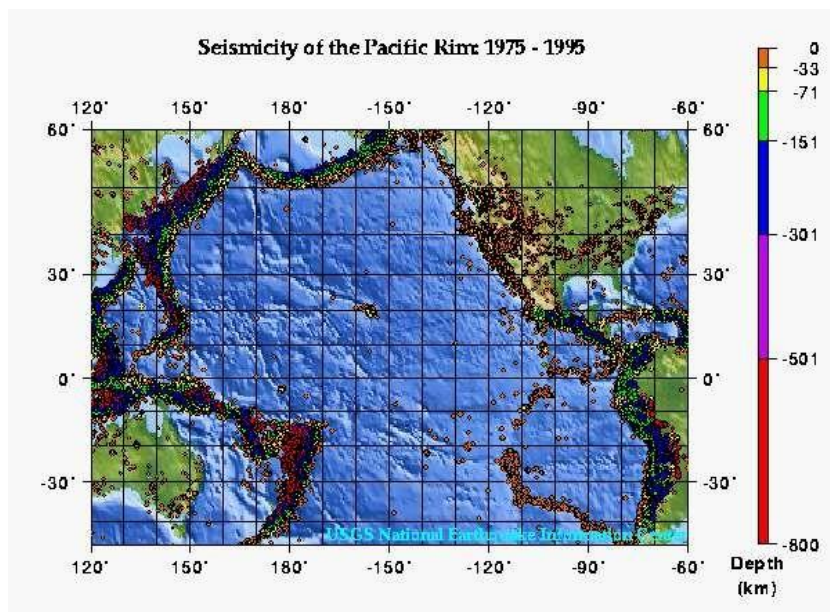 Seismicity of the Pacific Rim: 1975 - 1995
120° 150° 180° -150° -120° -90° -60°
60° 60°
30° 30°
0° 0°
-30° -30°
120° 150° 180° -150° -120° -90° -60°
USGS National Earthquake Information Center
0
-33
-71
-151
-301
-501
-800
Depth
(km)